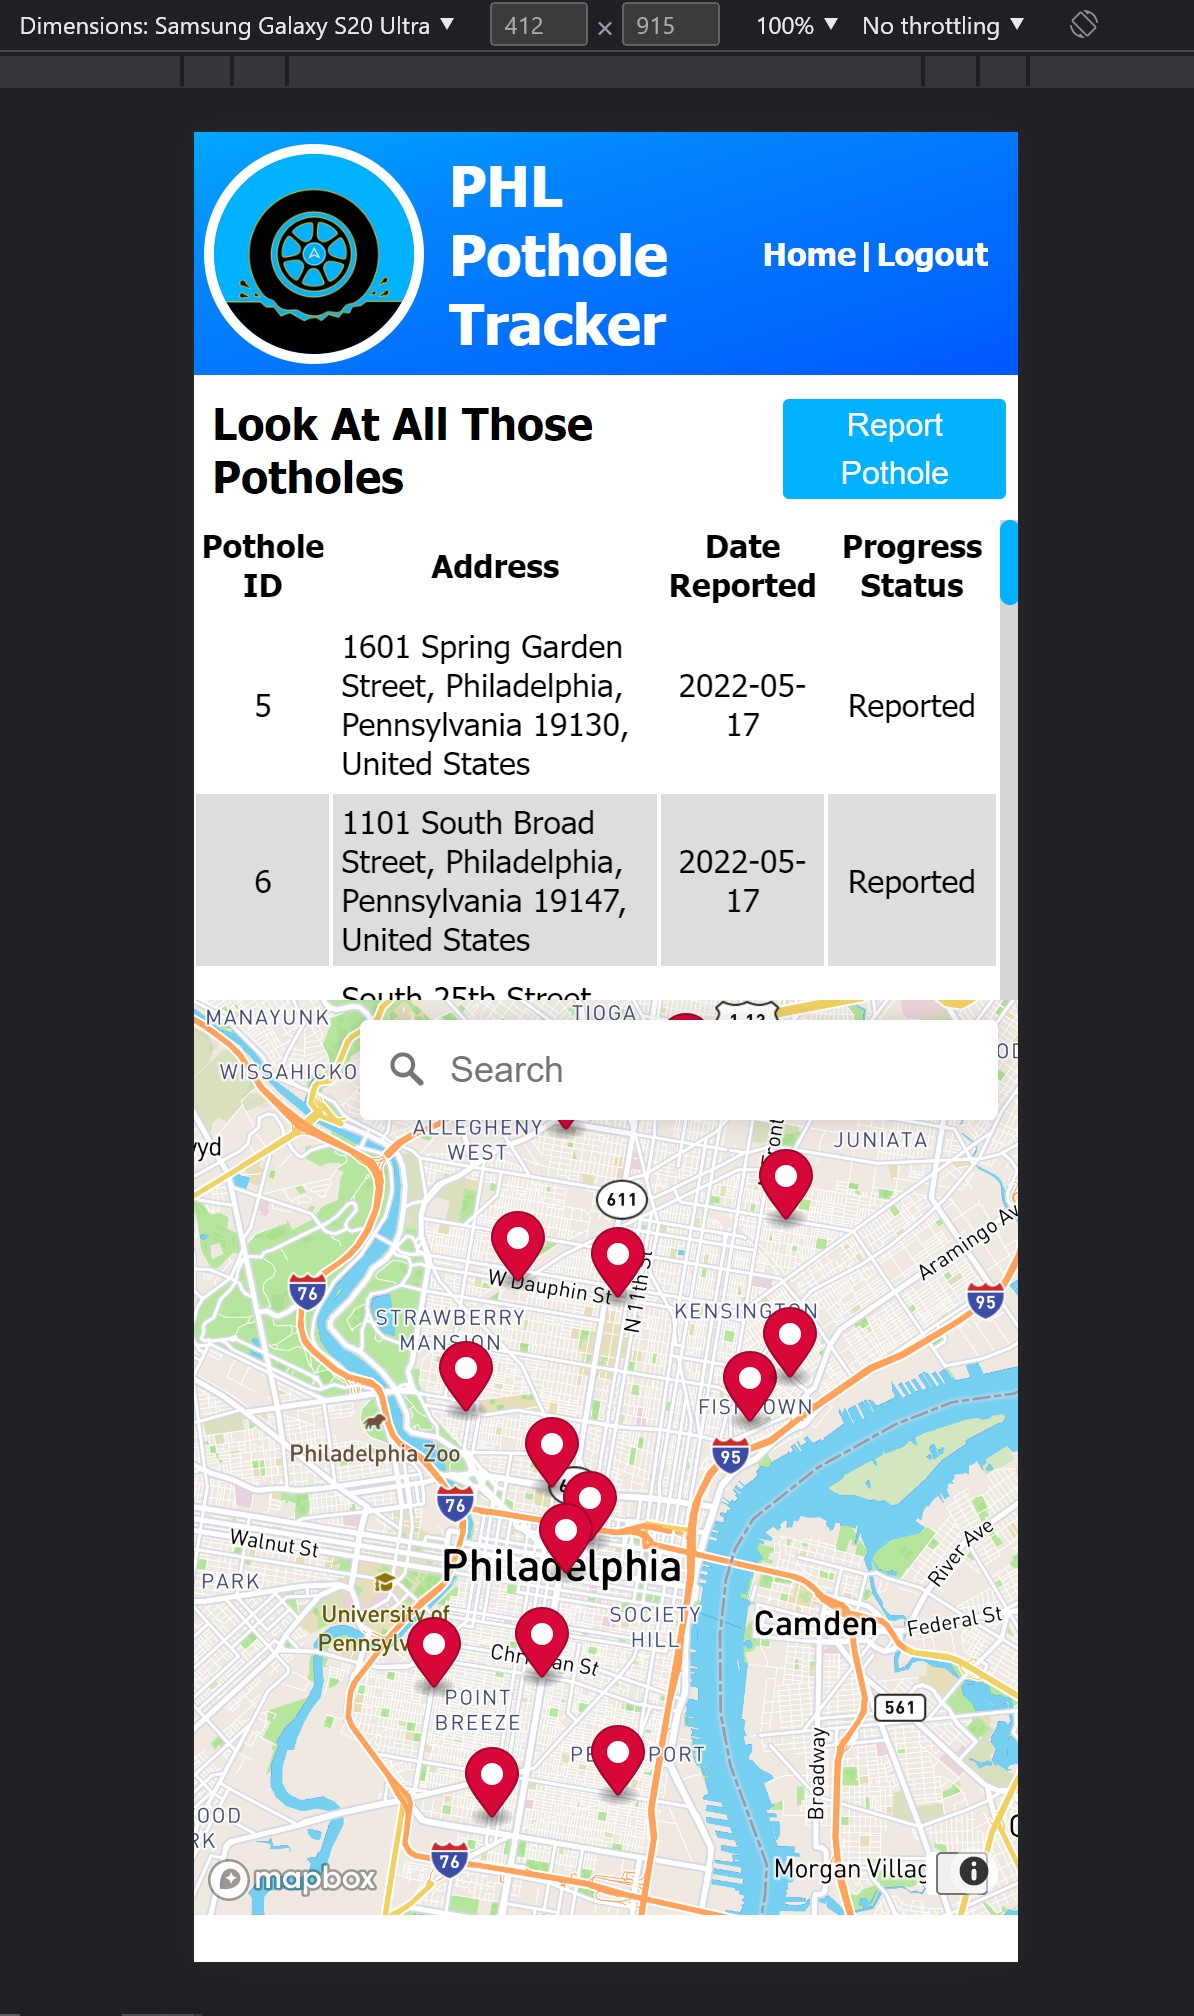 Dimensions: Samsung Galaxy S20 Ultra ▼ 412 × 915 100% ▼ No throttling ▼
PHL
Pothole
Tracker
Home | Logout
Look At All Those
Potholes
Report
Pothole
Pothole
ID
Address
Date
Reported
Progress
Status
5
1601 Spring Garden
Street, Philadelphia,
Pennsylvania 19130,
United States
2022-05-
17
Reported
6
1101 South Broad
Street, Philadelphia,
Pennsylvania 19147,
United States
2022-05-
17
Reported
South 25th Street
MANAYUNK
TIOGA
WISSAHICKO
Search
ALLEGHENY
WEST
Front
JUNIATA
yd
611
Aramingo Av
W Dauphin St
N 11th St
76
95
STRAWBERRY
MANSION
KENSINGTON
FISHTOWN
Philadelphia Zoo
95
76
Walnut St
Philadelphia
River Ave
PARK
University of
Pennsylv
SOCIETY
HILL
Camden
Federal St
Christian St
POINT
BREEZE
561
PORT
Broadway
OOD
RK
76
Morgan Villag
mapbox